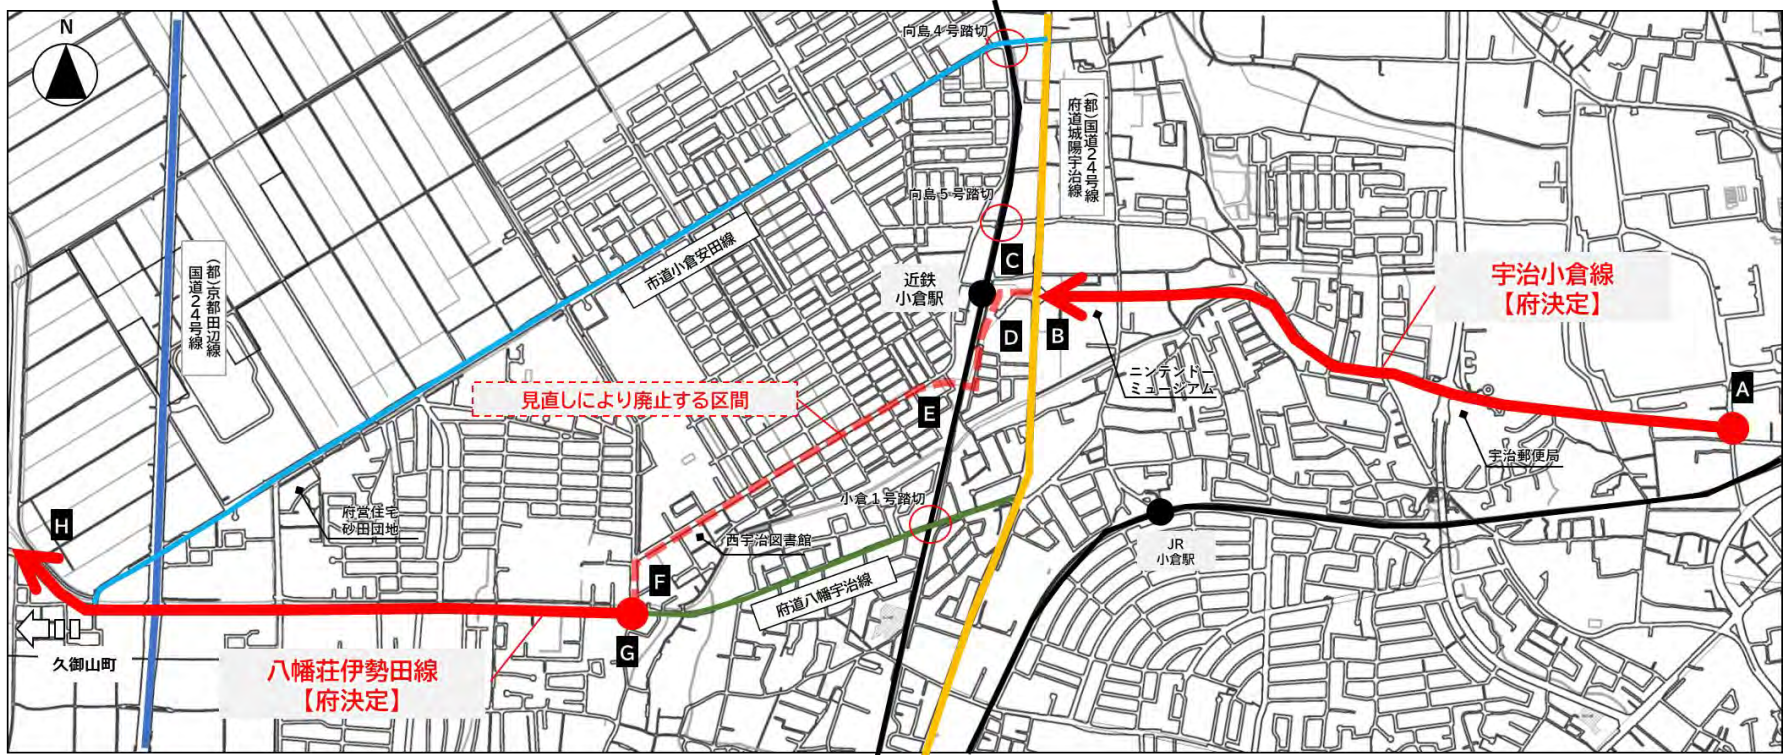 N
向島4号踏切
(都)国道24号線
府道城陽宇治線
向島5号踏切
(都)京都田辺線
国道24号線
市道小倉安田線
近鉄
小倉駅
C
D
B
宇治小倉線
【府決定】
ニンテンドー
ミュージアム
A
見直しにより廃止する区間
E
宇治郵便局
小倉1号踏切
府営住宅
砂田団地
H
西宇治図書館
JR
小倉駅
F
府道八幡宇治線
G
久御山町
八幡荘伊勢田線
【府決定】